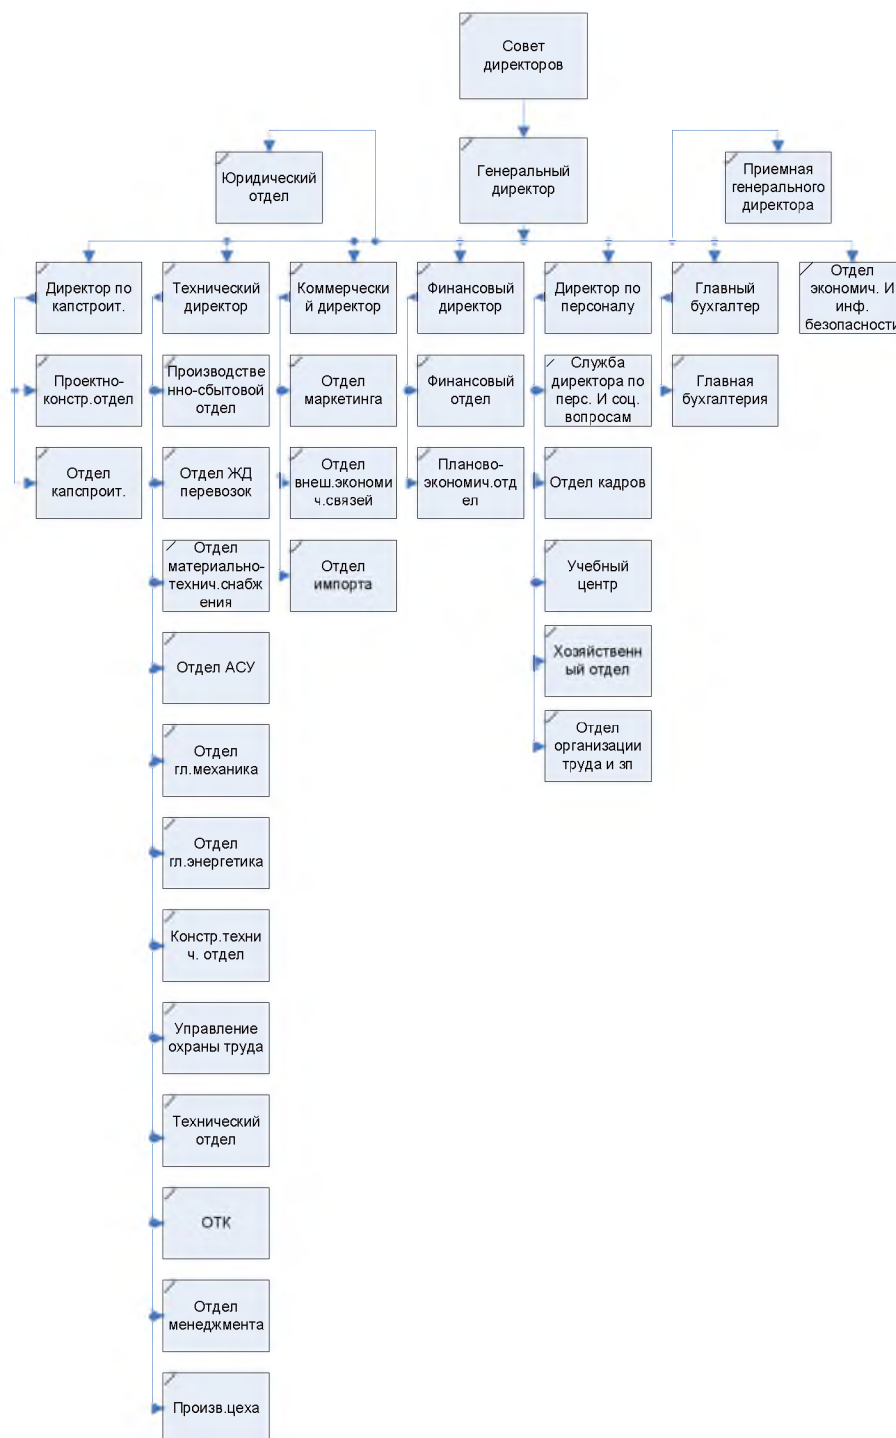 Совет
директоров
Юридический
отдел
Генеральный
директор
Приемная
генерального
директора
Директор по
капстроит.
Технический
директор
Коммерчески
й директор
Финансовый
директор
Директор по
персоналу
Главный
бухгалтер
Отдел
экономич. И
инф.
безопасности
Проектно-
констр.отдел
Производстве
нно-сбытовой
отдел
Отдел
маркетинга
Финансовый
отдел
Служба
директора по
перс. И соц.
вопросам
Главная
бухгалтерия
Отдел
капспроит.
Отдел ЖД
перевозок
Отдел
внеш.экономи
ч.связей
Планово-
экономич.отд
ел
Отдел кадров
Отдел
материально-
технич.снабж
ения
Отдел
импорта
Учебный
центр
Отдел АСУ
Хозяйственн
ый отдел
Отдел
гл.механика
Отдел
организации
труда и зп
Отдел
гл.энергетика
Констр.техни
ч. отдел
Управление
охраны труда
Технический
отдел
ОТК
Отдел
менеджмента
Произв.цеха